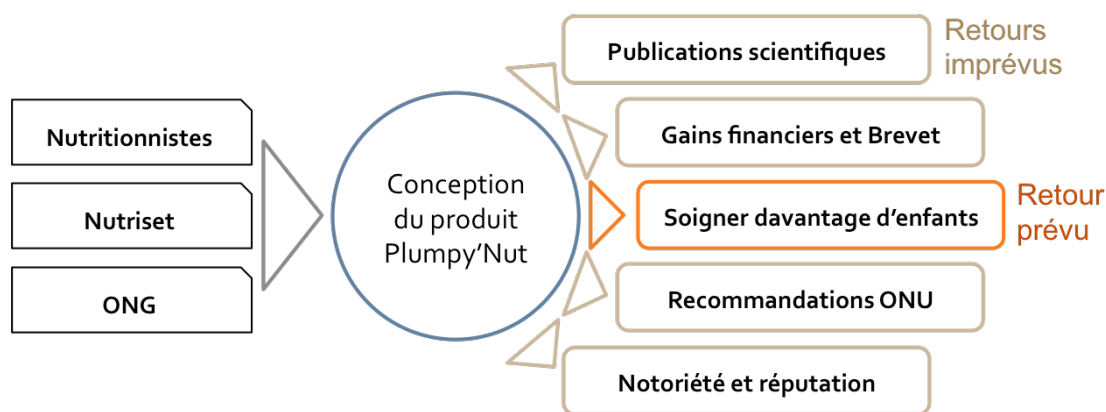 Nutritionnistes
Nutriset
ONG
Conception
du produit
Plumpy’Nut
Publications scientifiques
Retours
imprévus
Gains financiers et Brevet
Soigner davantage d’enfants
Retour
prévu
Recommandations ONU
Notoriété et réputation